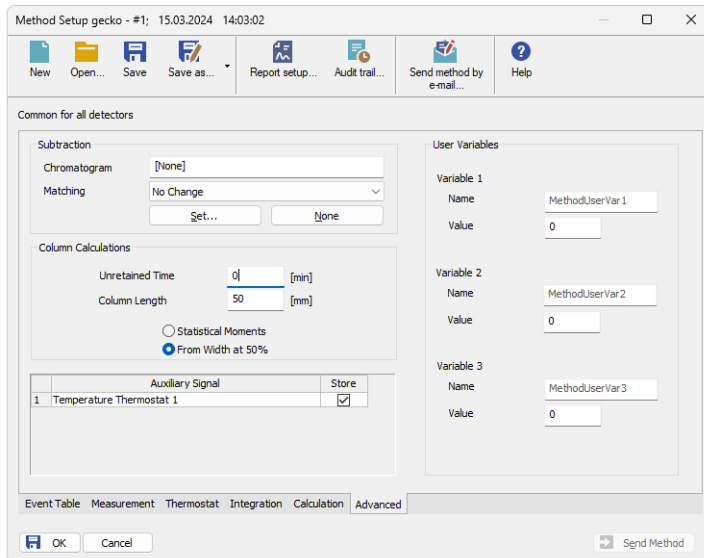 Method Setup gecko - #1; 15.03.2024 14:03:02
New Open... Save Save as... Report setup... Audit trail... Send method by e-mail... Help
Common for all detectors
Subtraction
Chromatogram [None]
Matching No Change
Set... None
Column Calculations
Unretained Time 0 [min]
Column Length 50 [mm]
Statistical Moments
From Width at 50%
Auxiliary Signal Store
1 Temperature Thermostat 1
User Variables
Variable 1
Name MethodUserVar1
Value 0
Variable 2
Name MethodUserVar2
Value 0
Variable 3
Name MethodUserVar3
Value 0
Event Table Measurement Thermostat Integration Calculation Advanced
OK Cancel Send Method